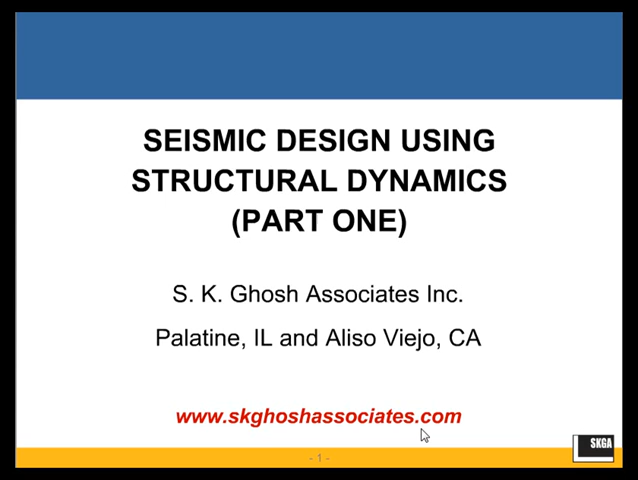 SEISMIC DESIGN USING
STRUCTURAL DYNAMICS
(PART ONE)
S. K. Ghosh Associates Inc.
Palatine, IL and Aliso Viejo, CA
www.skghoshassociates.com
- 1 -
SKGA